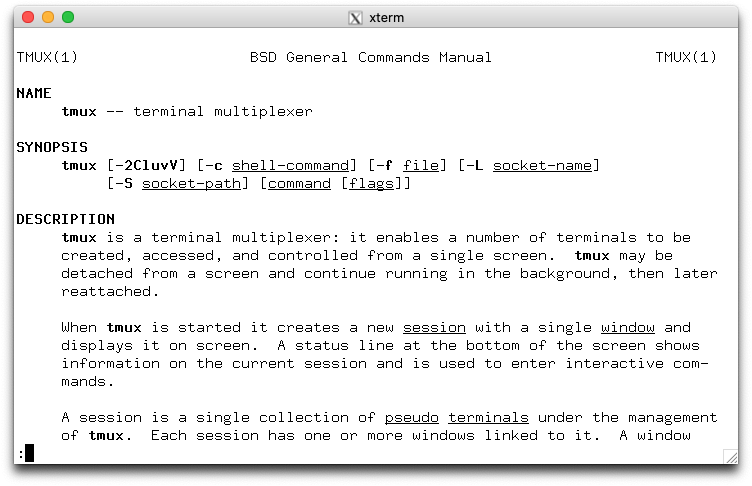 xterm
TMUX(1) BSD General Commands Manual TMUX(1)
NAME
tmux -- terminal multiplexer
SYNOPSIS
tmux [-2CluvV] [-c shell-command] [-f file] [-L socket-name]
[-S socket-path] [command [flags]]
DESCRIPTION
tmux is a terminal multiplexer: it enables a number of terminals to be
created, accessed, and controlled from a single screen.  tmux may be
detached from a screen and continue running in the background, then later
reattached.
When tmux is started it creates a new session with a single window and
displays it on screen.  A status line at the bottom of the screen shows
information on the current session and is used to enter interactive com-
mands.
A session is a single collection of pseudo terminals under the management
of tmux.  Each session has one or more windows linked to it.  A window
: